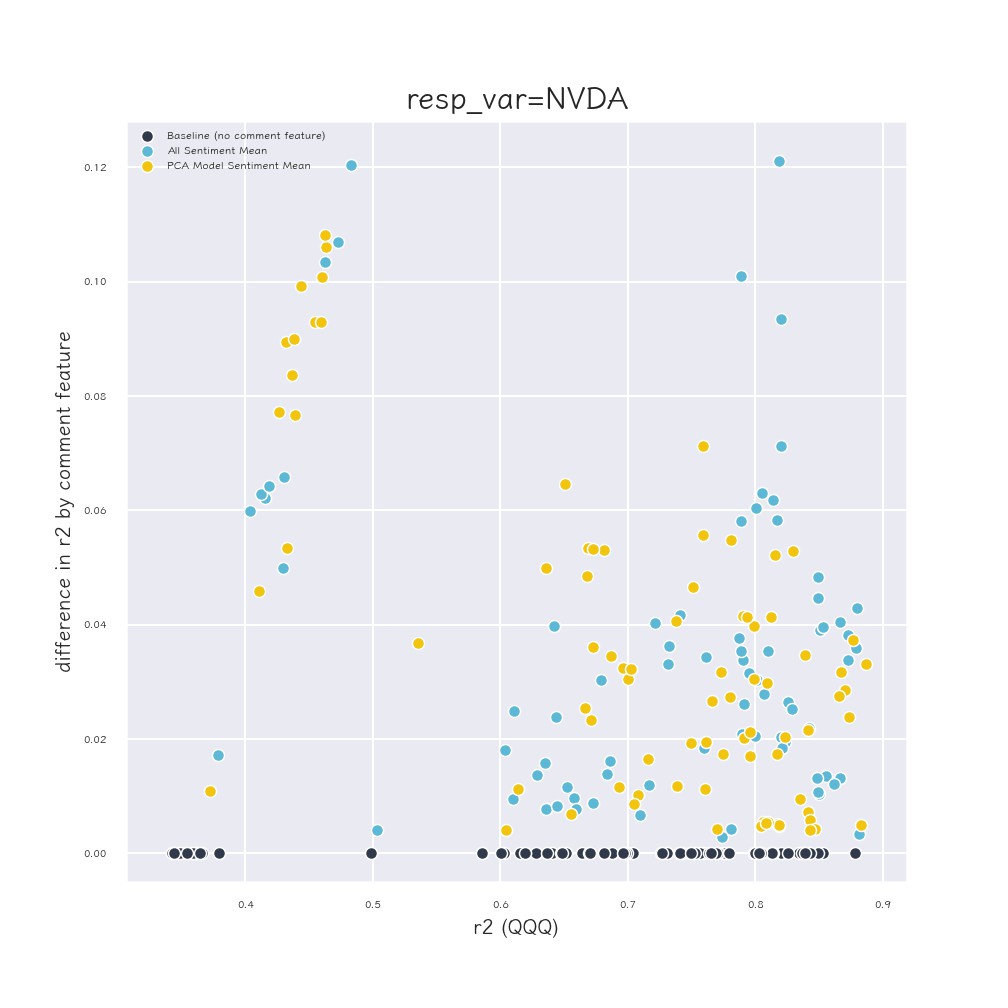 resp_var=NVDA
Baseline (no comment feature)
All Sentiment Mean
PCA Model Sentiment Mean
difference in r2 by comment feature
0.12
0.10
0.08
0.06
0.04
0.02
0.00
0.4 0.5 0.6 0.7 0.8 0.9
r2 (QQQ)